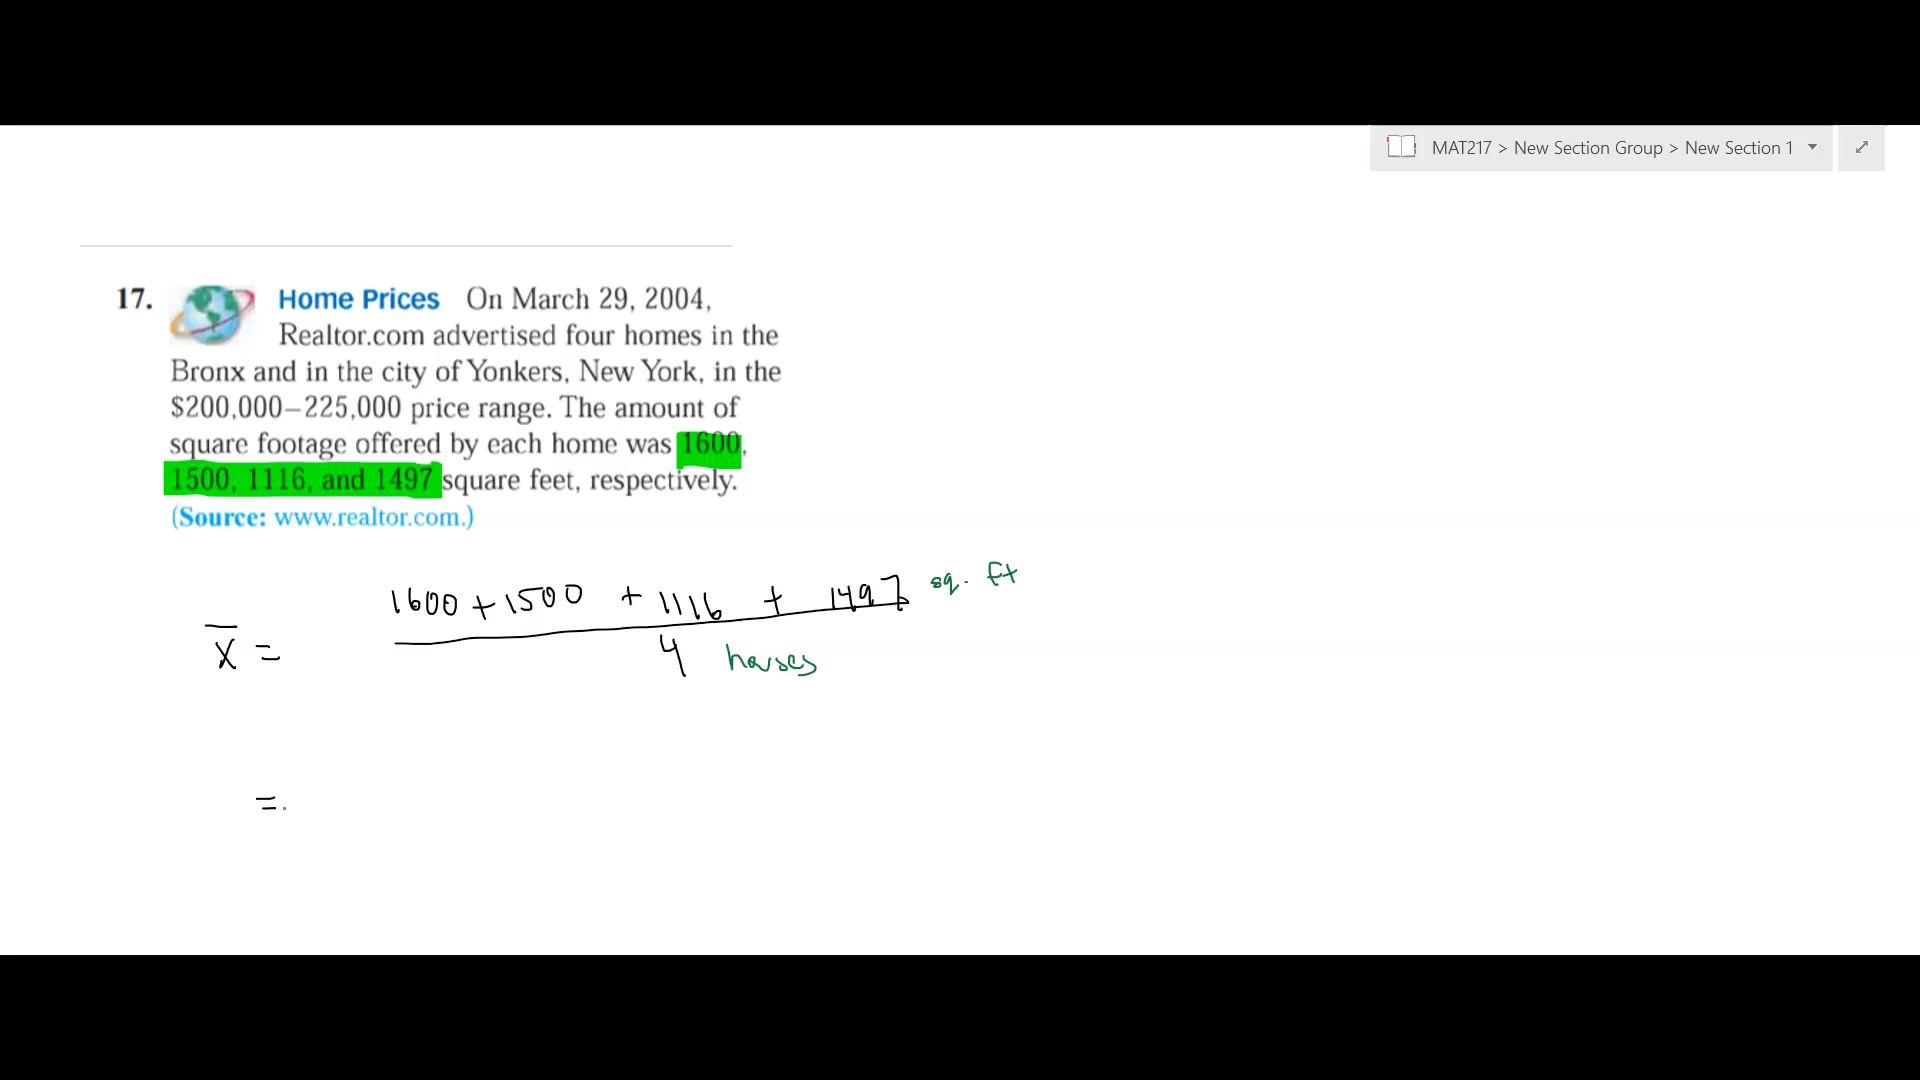 MAT217 > New Section Group > New Section 1
17. Home Prices On March 29, 2004,
Realtor.com advertised four homes in the
Bronx and in the city of Yonkers, New York, in the
$200,000–225,000 price range. The amount of
square footage offered by each home was 1600,
1500, 1116, and 1497 square feet, respectively.
(Source: www.realtor.com.)
1600 + 1500 + 1116 + 1497 sq. ft
x̄ =
4 houses
=